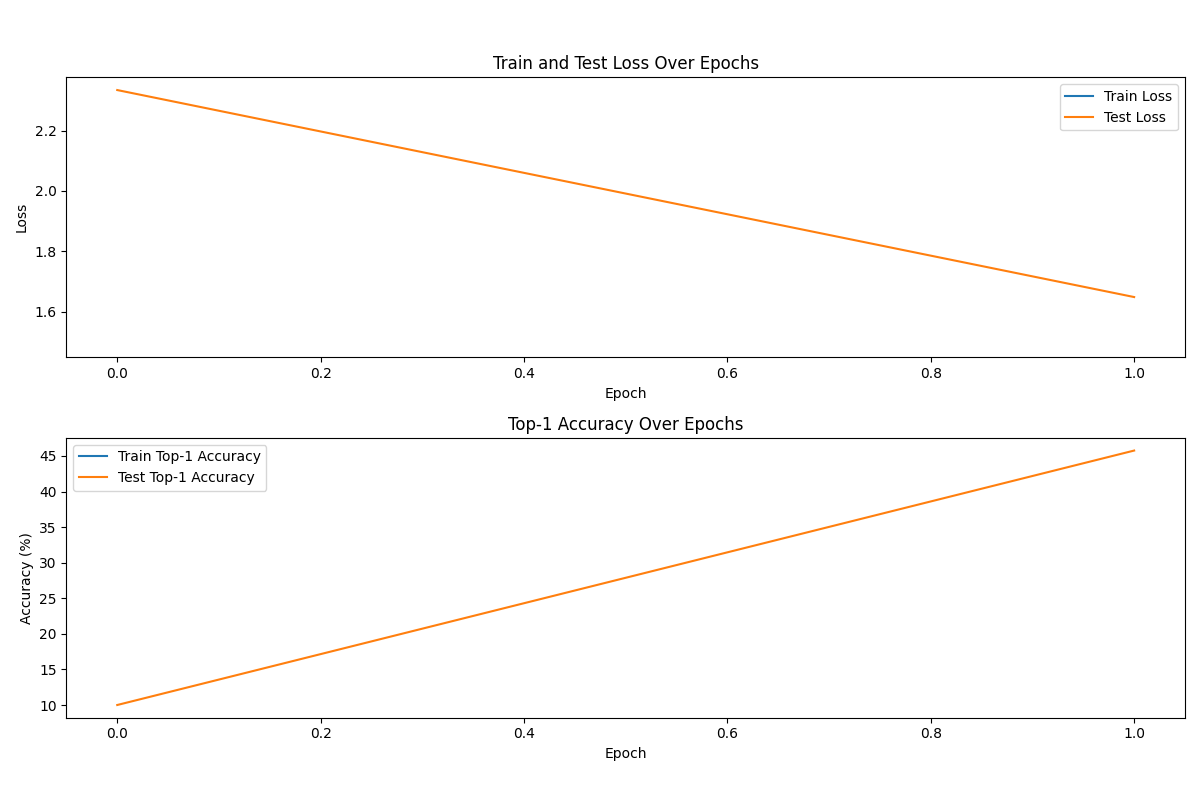 Train and Test Loss Over Epochs
Train Loss
Test Loss
Loss
2.2
2.0
1.8
1.6
0.0 0.2 0.4 0.6 0.8 1.0
Epoch
Top-1 Accuracy Over Epochs
Train Top-1 Accuracy
Test Top-1 Accuracy
Accuracy (%)
45
40
35
30
25
20
15
10
0.0 0.2 0.4 0.6 0.8 1.0
Epoch